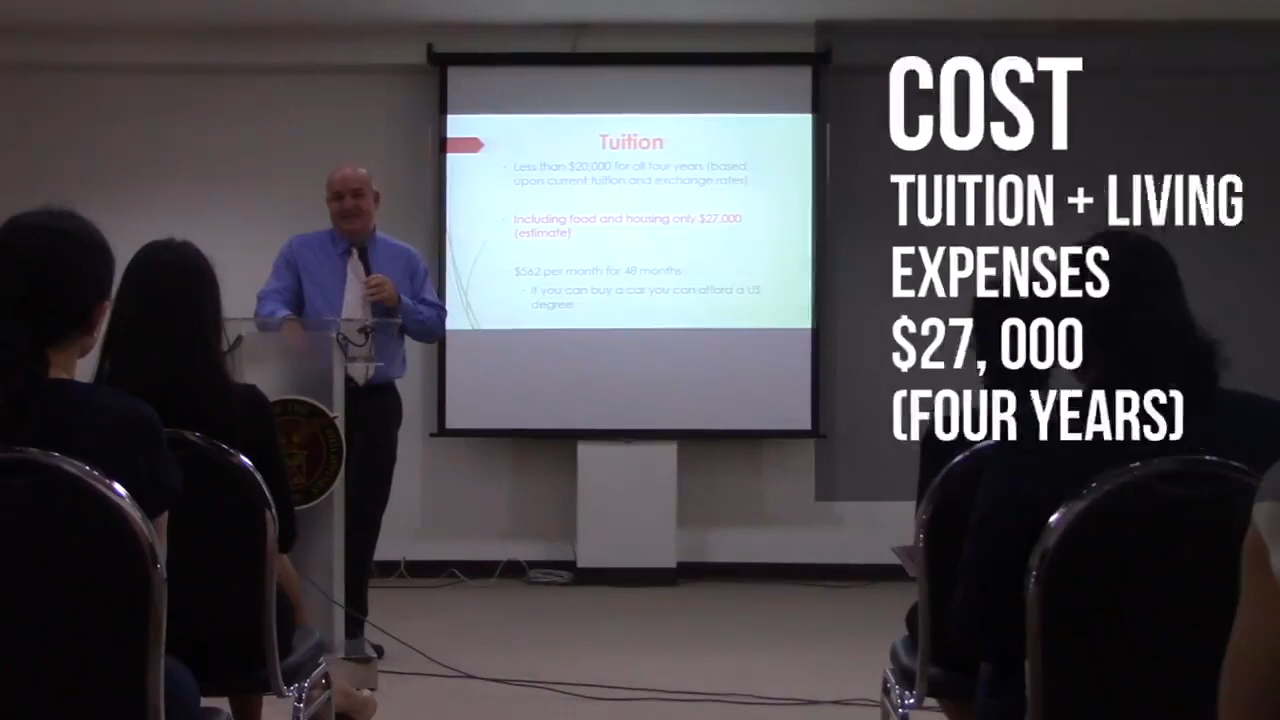 Tuition
Less than $20,000 for all four years (based
upon current tuition and exchange rates)
Including food and housing only $27,000
(estimate)
$562 per month for 48 months
If you can buy a car you can afford a US
degree
COST
TUITION + LIVING
EXPENSES
$27, 000
(FOUR YEARS)